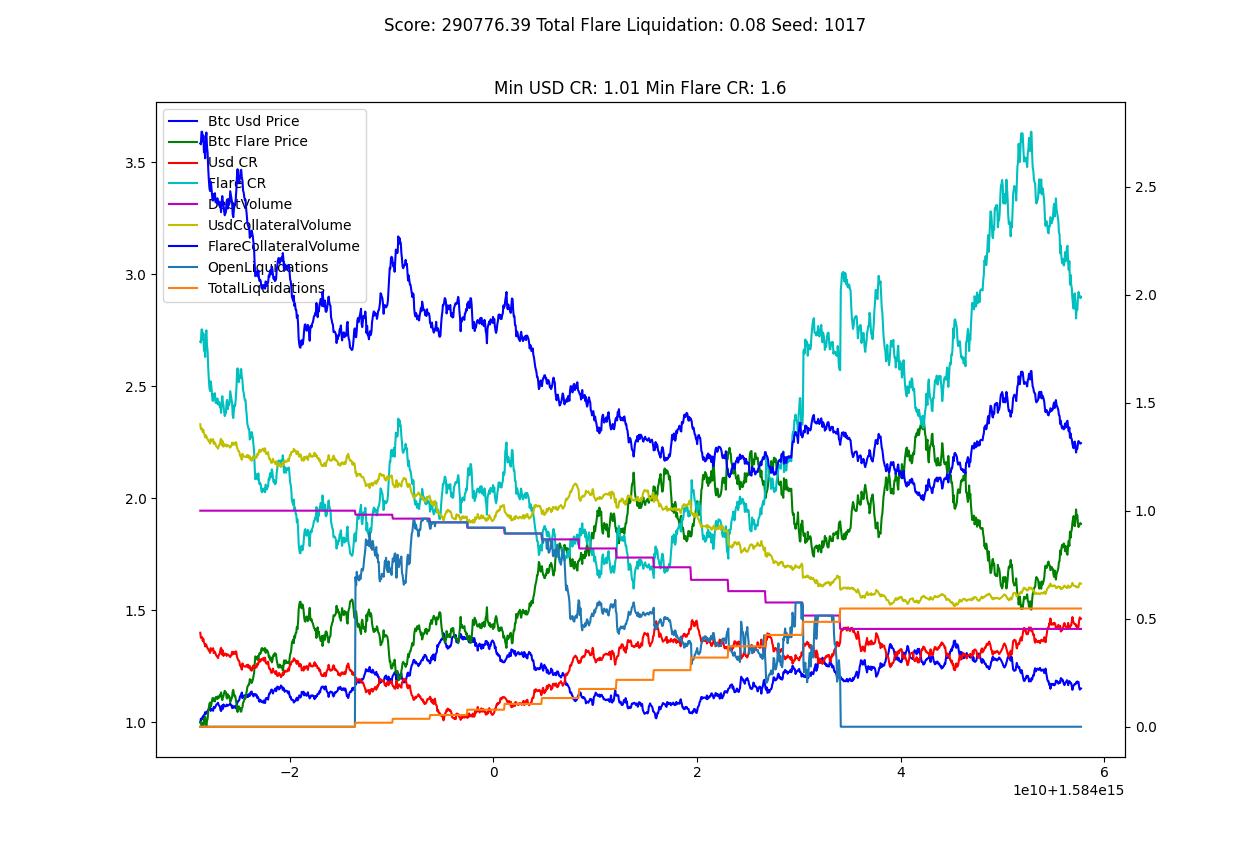 Score: 290776.39 Total Flare Liquidation: 0.08 Seed: 1017
Min USD CR: 1.01 Min Flare CR: 1.6
Btc Usd Price
Btc Flare Price
Usd CR
Flare CR
DebtVolume
UsdCollateralVolume
FlareCollateralVolume
OpenLiquidations
TotalLiquidations
3.5
3.0
2.5
2.0
1.5
1.0
2.5
2.0
1.5
1.0
0.5
0.0
−2
0
2
4
6
1e10+1.584e15